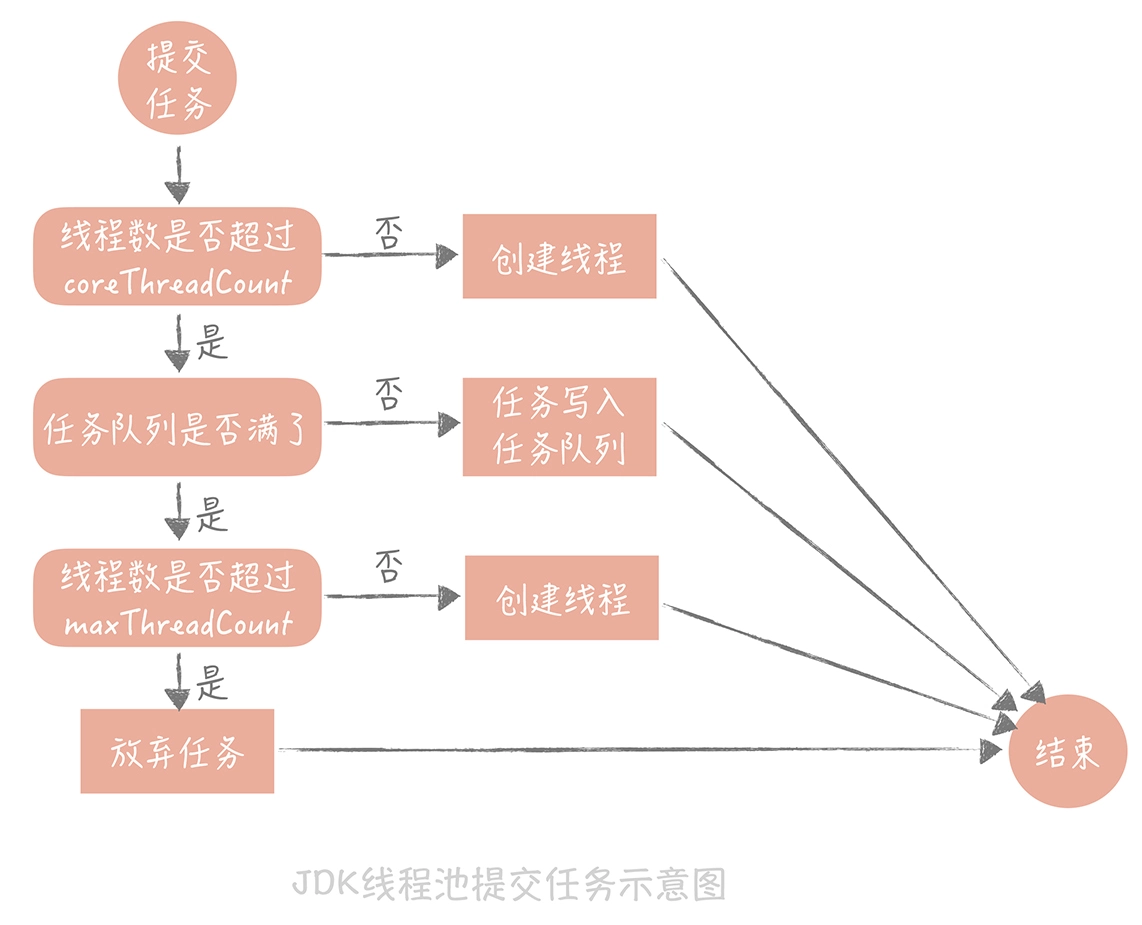 提交
任务
线程数是否超过
coreThreadCount
否
创建线程
是
任务队列是否满了
否
任务写入
任务队列
是
线程数是否超过
maxThreadCount
否
创建线程
是
放弃任务
结束
JDK线程池提交任务示意图